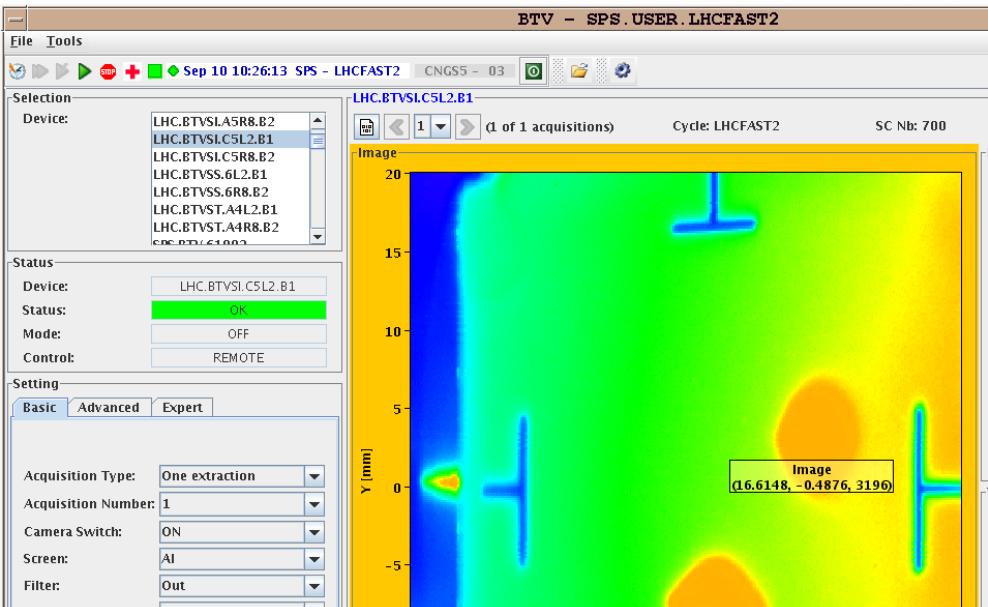 BTV - SPS.USER.LHCFAST2
File Tools
STOP Sep 10 10:26:13 SPS - LHCFAST2 CNGS5 - 03
Selection
Device:
LHC.BTVSI.A5R8.B2
LHC.BTVSI.C5L2.B1
LHC.BTVSI.C5R8.B2
LHC.BTVSS.6L2.B1
LHC.BTVSS.6R8.B2
LHC.BTVST.A4L2.B1
LHC.BTVST.A4R8.B2
Status
Device: LHC.BTVSI.C5L2.B1
Status: OK
Mode: OFF
Control: REMOTE
Setting
Basic Advanced Expert
Acquisition Type: One extraction
Acquisition Number: 1
Camera Switch: ON
Screen: Al
Filter: Out
LHC.BTVSI.C5L2.B1
1 (1 of 1 acquisitions) Cycle: LHCFAST2 SC Nb: 700
Image
20
15
10
5
0
-5
Y [mm]
Image
(16.6148, -0.4876, 3196)